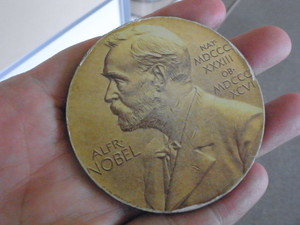 ALFR·
NOBEL
NAT·
MDCCC
XXXIII
OB·
MDCCC
XCVI